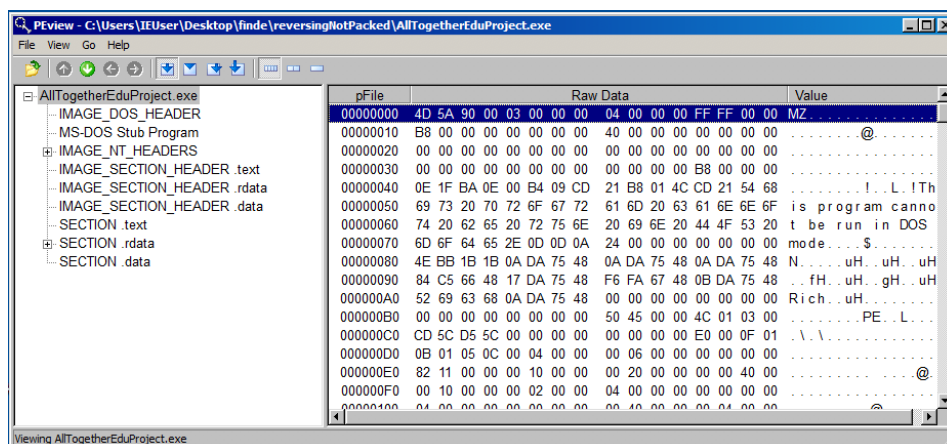 PEview - C:\Users\IEUser\Desktop\finde\reversingNotPacked\AllTogetherEduProject.exe
File View Go Help
AllTogetherEduProject.exe
IMAGE_DOS_HEADER
MS-DOS Stub Program
IMAGE_NT_HEADERS
IMAGE_SECTION_HEADER .text
IMAGE_SECTION_HEADER .rdata
IMAGE_SECTION_HEADER .data
SECTION .text
SECTION .rdata
SECTION .data
pFile Raw Data Value
00000000 4D 5A 90 00 03 00 00 00 04 00 00 00 FF FF 00 00 MZ..............
00000010 B8 00 00 00 00 00 00 00 40 00 00 00 00 00 00 00 ........@.......
00000020 00 00 00 00 00 00 00 00 00 00 00 00 00 00 00 00 ................
00000030 00 00 00 00 00 00 00 00 00 00 00 00 B8 00 00 00 ................
00000040 0E 1F BA 0E 00 B4 09 CD 21 B8 01 4C CD 21 54 68 ........!..L.!Th
00000050 69 73 20 70 72 6F 67 72 61 6D 20 63 61 6E 6E 6F is program canno
00000060 74 20 62 65 20 72 75 6E 20 69 6E 20 44 4F 53 20 t be run in DOS
00000070 6D 6F 64 65 2E 0D 0D 0A 24 00 00 00 00 00 00 00 mode....$.......
00000080 4E BB 1B 1B 0A DA 75 48 0A DA 75 48 0A DA 75 48 N.....uH..uH..uH
00000090 84 C5 66 48 17 DA 75 48 F6 FA 67 48 0B DA 75 48 ..fH..uH..gH..uH
000000A0 52 69 63 68 0A DA 75 48 00 00 00 00 00 00 00 00 Rich..uH........
000000B0 00 00 00 00 00 00 00 00 50 45 00 00 4C 01 03 00 ........PE..L...
000000C0 CD 5C D5 5C 00 00 00 00 00 00 00 00 E0 00 0F 01 .\.\............
000000D0 0B 01 05 0C 00 04 00 00 00 06 00 00 00 00 00 00 ................
000000E0 82 11 00 00 00 10 00 00 00 20 00 00 00 00 40 00 ......... ....@.
000000F0 00 10 00 00 00 02 00 00 04 00 00 00 00 00 00 00 ................
Viewing AllTogetherEduProject.exe